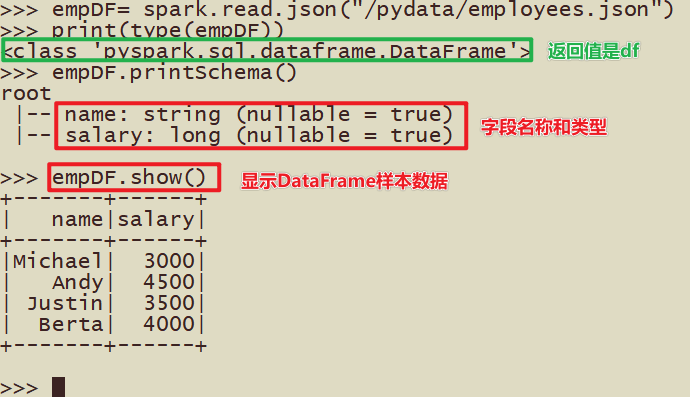 >>> empDF= spark.read.json("/pydata/employees.json")
>>> print(type(empDF))
<class 'pyspark.sql.dataframe.DataFrame'> 返回值是df
>>> empDF.printSchema()
root
 |-- name: string (nullable = true)
 |-- salary: long (nullable = true)
字段名称和类型
>>> empDF.show() 显示DataFrame样本数据
+-------+------+
|   name|salary|
+-------+------+
|Michael|  3000|
|   Andy|  4500|
| Justin|  3500|
|  Berta|  4000|
+-------+------+
>>>